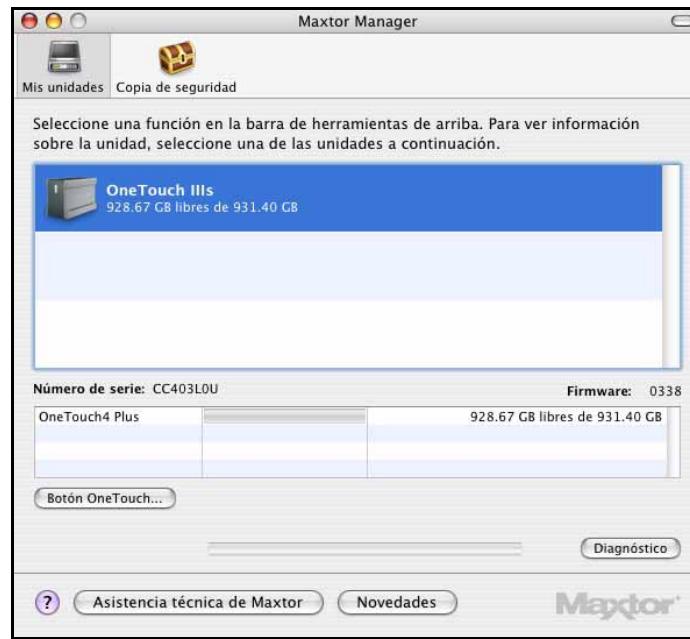 Maxtor Manager
Mis unidades
Copia de seguridad
Seleccione una función en la barra de herramientas de arriba. Para ver información
sobre la unidad, seleccione una de las unidades a continuación.
OneTouch IIIs
928.67 GB libres de 931.40 GB
Número de serie: CC403L0U
Firmware: 0338
OneTouch4 Plus
928.67 GB libres de 931.40 GB
Botón OneTouch...
Diagnóstico
?
Asistencia técnica de Maxtor
Novedades
Maxtor